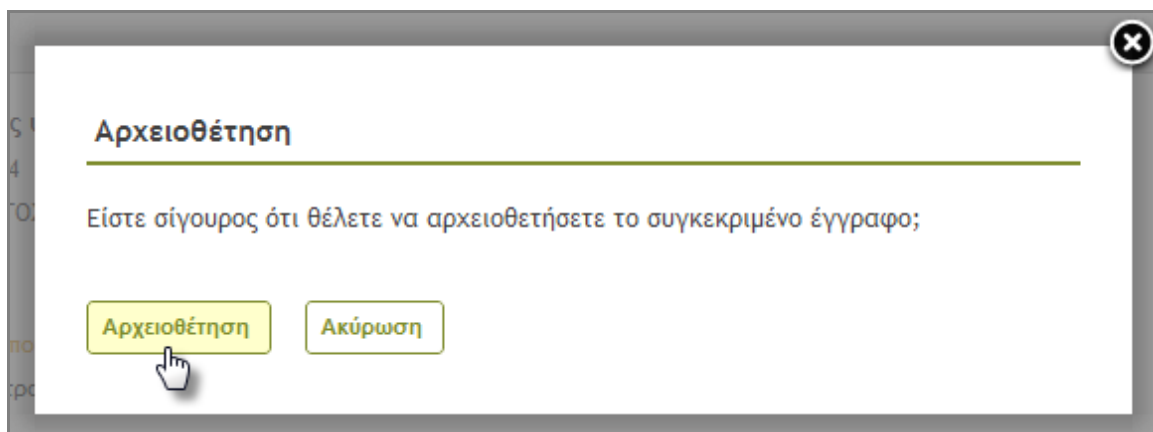 Αρχειοθέτηση
Είστε σίγουρος ότι θέλετε να αρχειοθετήσετε το συγκεκριμένο έγγραφο;
Αρχειοθέτηση Ακύρωση